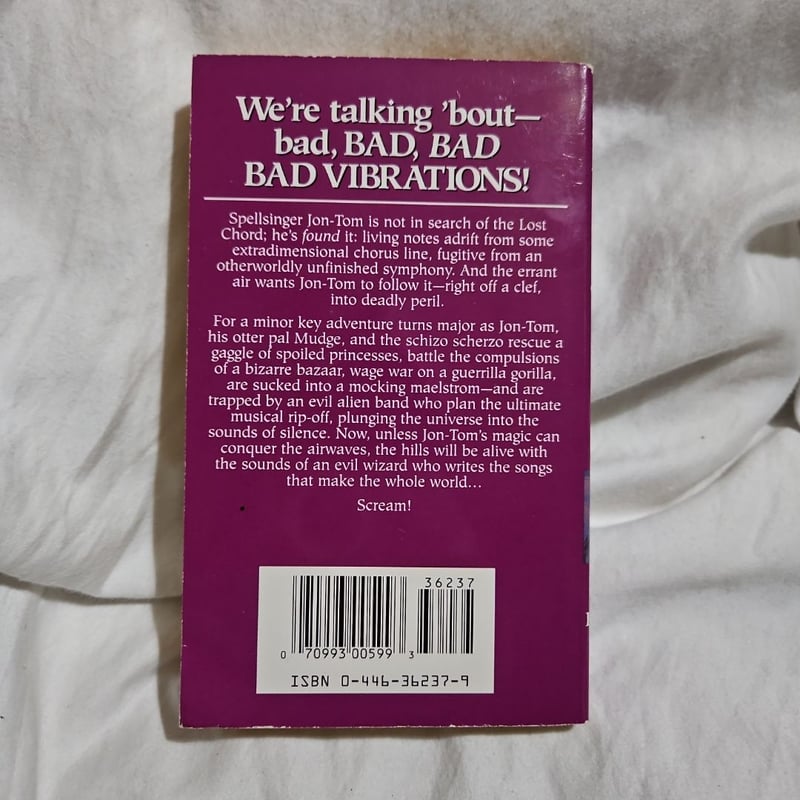 We're talking 'bout—
bad, BAD, BAD
BAD VIBRATIONS!
Spellsinger Jon-Tom is not in search of the Lost
Chord; he's found it: living notes adrift from some
extradimensional chorus line, fugitive from an
otherworldly unfinished symphony. And the errant
air wants Jon-Tom to follow it—right off a clef,
into deadly peril.
For a minor key adventure turns major as Jon-Tom,
his otter pal Mudge, and the schizo scherzo rescue a
gaggle of spoiled princesses, battle the compulsions
of a bizarre bazaar, wage war on a guerrilla gorilla,
are sucked into a mocking maelstrom—and are
trapped by an evil alien band who plan the ultimate
musical rip-off, plunging the universe into the
sounds of silence. Now, unless Jon-Tom's magic can
conquer the airwaves, the hills will be alive with
the sounds of an evil wizard who writes the songs
that make the whole world...
Scream!
36237
0 70993 00599 3
ISBN 0-446-36237-9